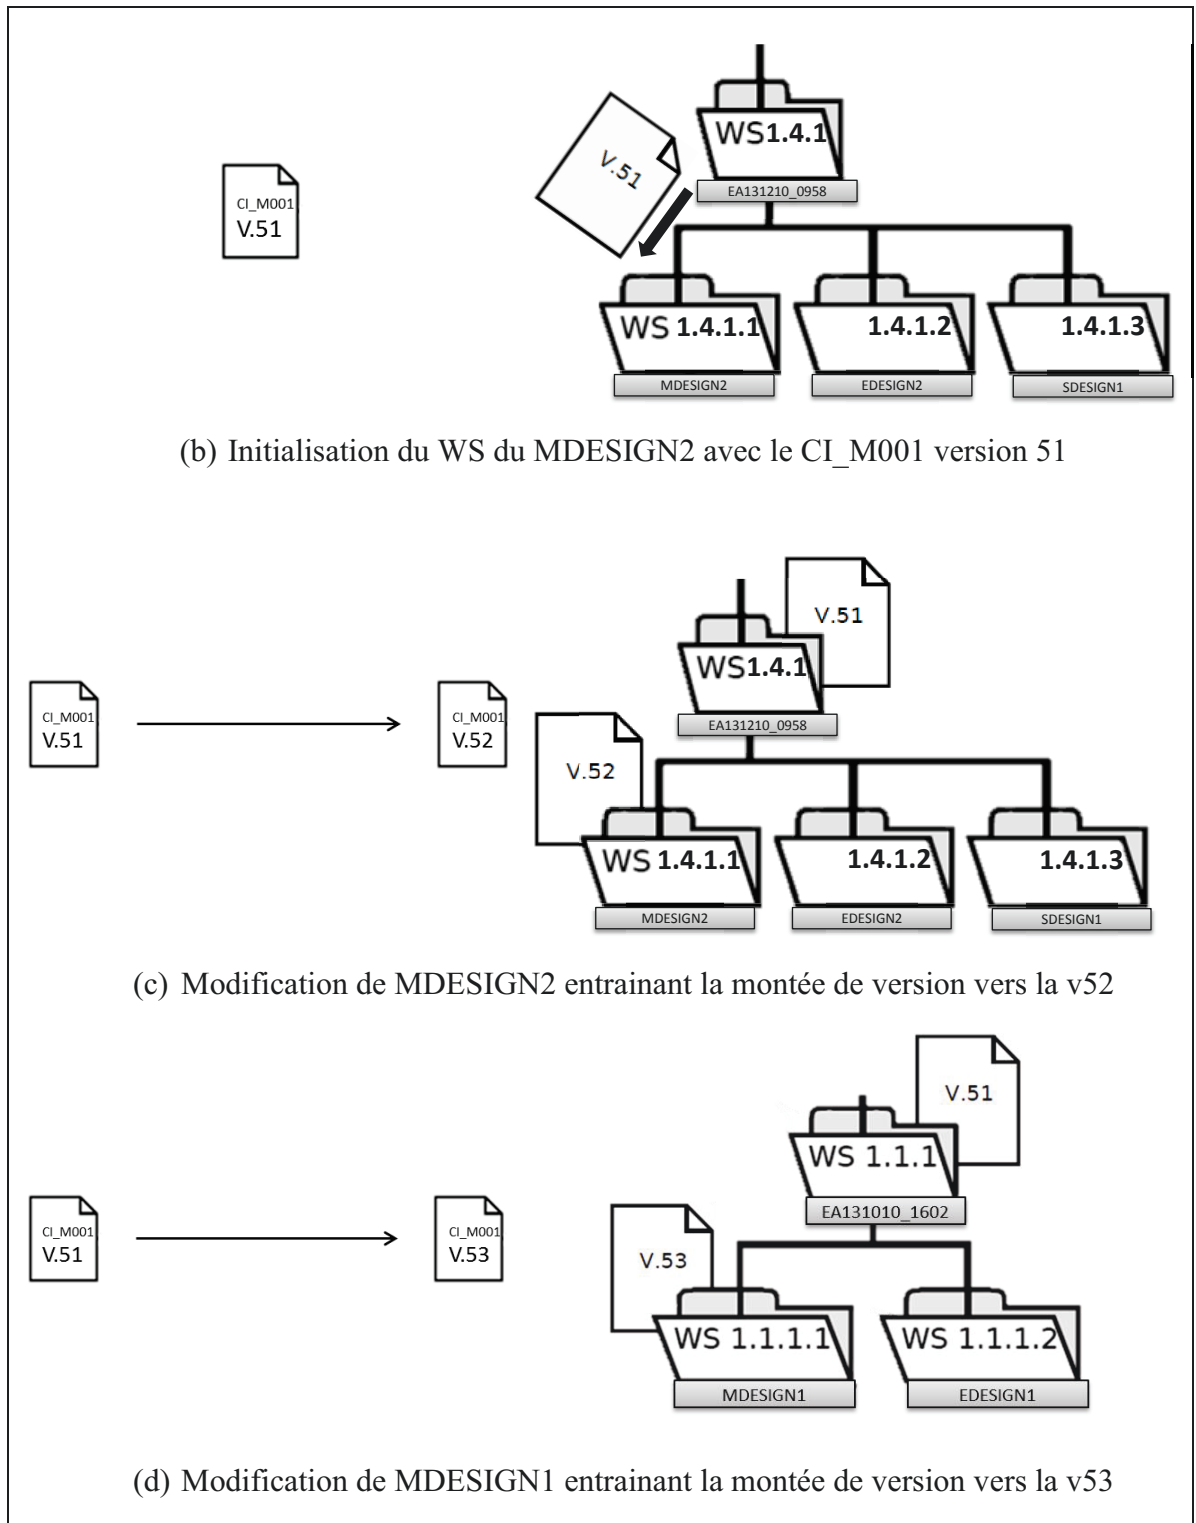 CI_M001
V.51
V.51
WS 1.4.1
EA131210_0958
WS 1.4.1.1
1.4.1.2
1.4.1.3
MDESIGN2
EDESIGN2
SDESIGN1
(b) Initialisation du WS du MDESIGN2 avec le CI_M001 version 51
CI_M001
V.51
CI_M001
V.52
V.51
WS 1.4.1
EA131210_0958
V.52
WS 1.4.1.1
1.4.1.2
1.4.1.3
MDESIGN2
EDESIGN2
SDESIGN1
(c) Modification de MDESIGN2 entrainant la montée de version vers la v52
CI_M001
V.51
CI_M001
V.53
V.51
WS 1.1.1
EA131010_1602
V.53
WS 1.1.1.1
WS 1.1.1.2
MDESIGN1
EDESIGN1
(d) Modification de MDESIGN1 entrainant la montée de version vers la v53